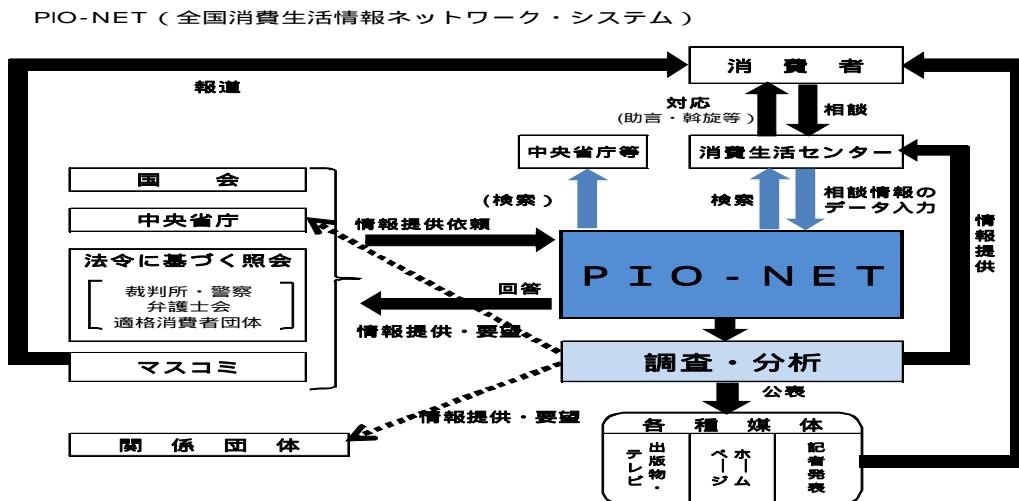 PIO-NET（全国消費生活情報ネットワーク・システム）
消費者
報道
対応
(助言・斡旋等)
相談
中央省庁等
消費生活センター
国会
(検索)
検索
相談情報の
データ入力
中央省庁
情報提供依頼
情報提供
法令に基づく照会
裁判所・警察
弁護士会
適格消費者団体
PIO-NET
回答
情報提供・要望
マスコミ
調査・分析
公表
情報提供・要望
関係団体
各種媒体
出版物・
テレビ
ホーム
ページ
記者発表